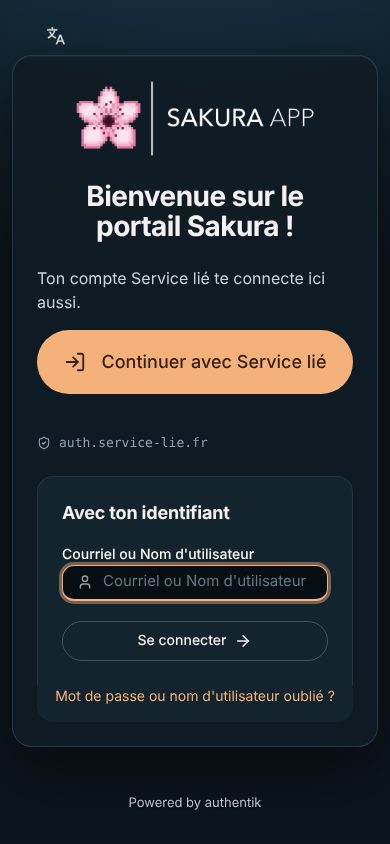 SAKURA APP
Bienvenue sur le
portail Sakura !
Ton compte Service lié te connecte ici
aussi.
Continuer avec Service lié
auth.service-lie.fr
Avec ton identifiant
Courriel ou Nom d'utilisateur
Courriel ou Nom d'utilisateur
Se connecter
Mot de passe ou nom d'utilisateur oublié ?
Powered by authentik